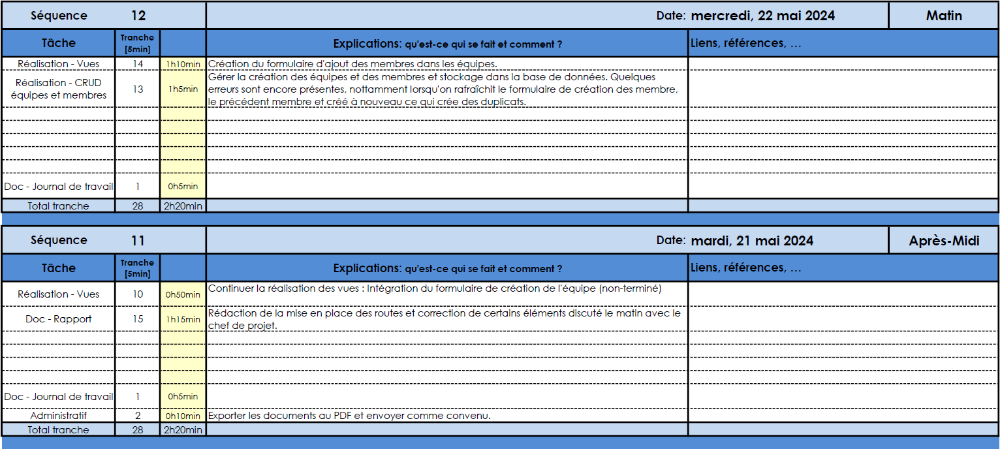 Séquence 12 Date: mercredi, 22 mai 2024 Matin
Tâche Tranche [5min] Explications: qu'est-ce qui se fait et comment ? Liens, références, …
Réalisation - Vues 14 1h10min Création du formulaire d'ajout des membres dans les équipes.
Réalisation - CRUD équipes et membres 13 1h5min Gérer la création des équipes et des membres et stockage dans la base de données. Quelques
erreurs sont encore présentes, nottamment lorsqu'on rafraîchit le formulaire de création des membre,
le précédent membre et créé à nouveau ce qui crée des duplicats.
Doc - Journal de travail 1 0h5min
Total tranche 28 2h20min
Séquence 11 Date: mardi, 21 mai 2024 Après-Midi
Tâche Tranche [5min] Explications: qu'est-ce qui se fait et comment ? Liens, références, …
Réalisation - Vues 10 0h50min Continuer la réalisation des vues : Intégration du formulaire de création de l'équipe (non-terminé)
Doc - Rapport 15 1h15min Rédaction de la mise en place des routes et correction de certains éléments discuté le matin avec le
chef de projet.
Doc - Journal de travail 1 0h5min
Administratif 2 0h10min Exporter les documents au PDF et envoyer comme convenu.
Total tranche 28 2h20min